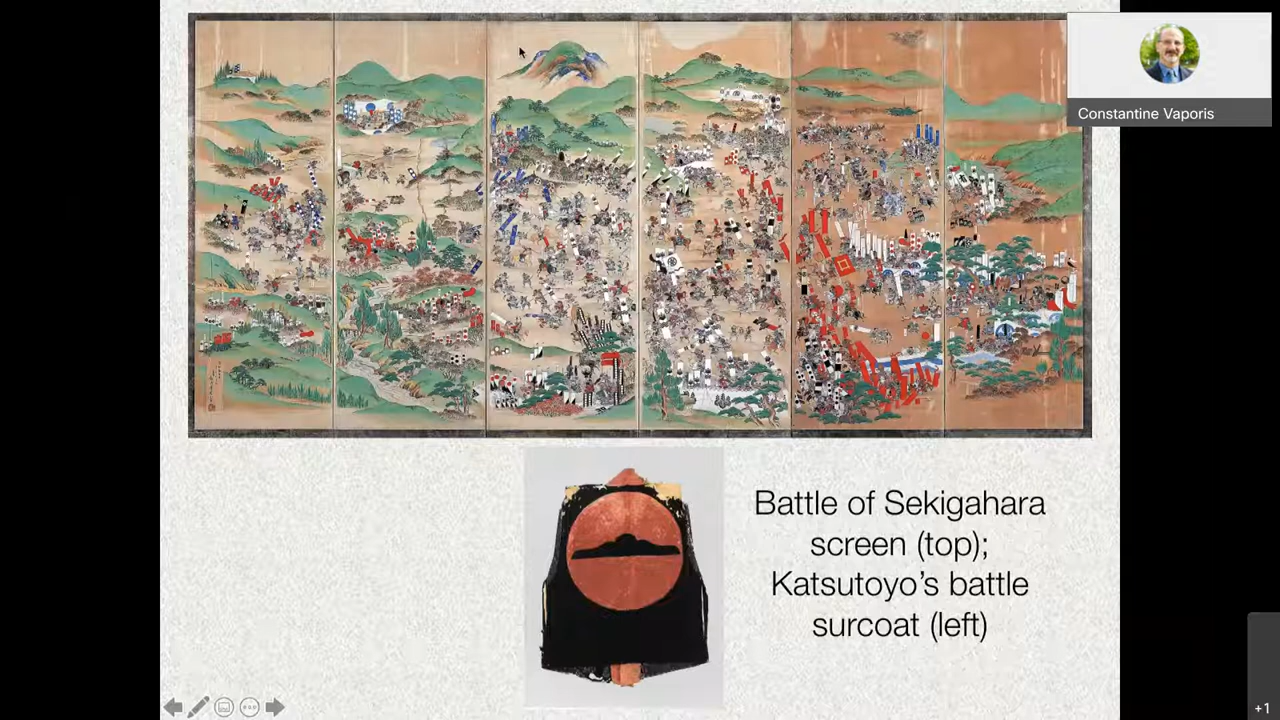 Constantine Vaporis
Battle of Sekigahara
screen (top);
Katsutoyo's battle
surcoat (left)
+1